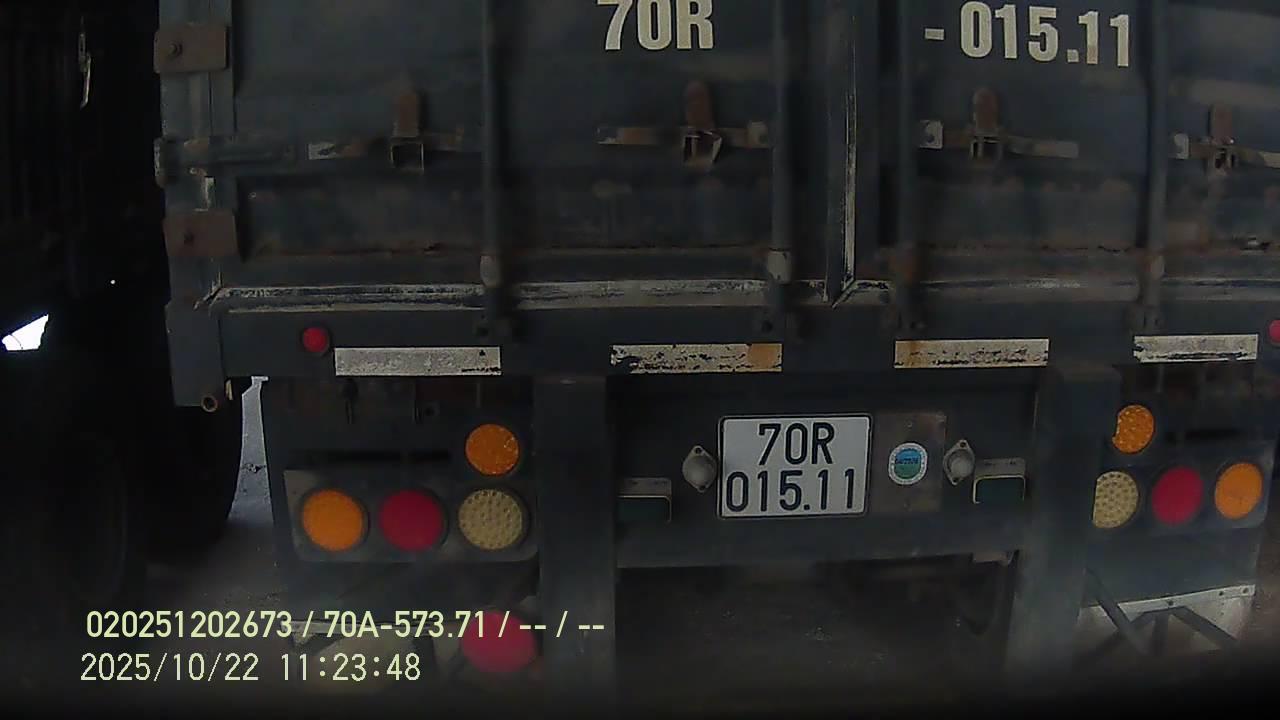 70R - 015.11
70R
015.11
020251202673 / 70A-573.71 / -- / --
2025/10/22 11:23:48